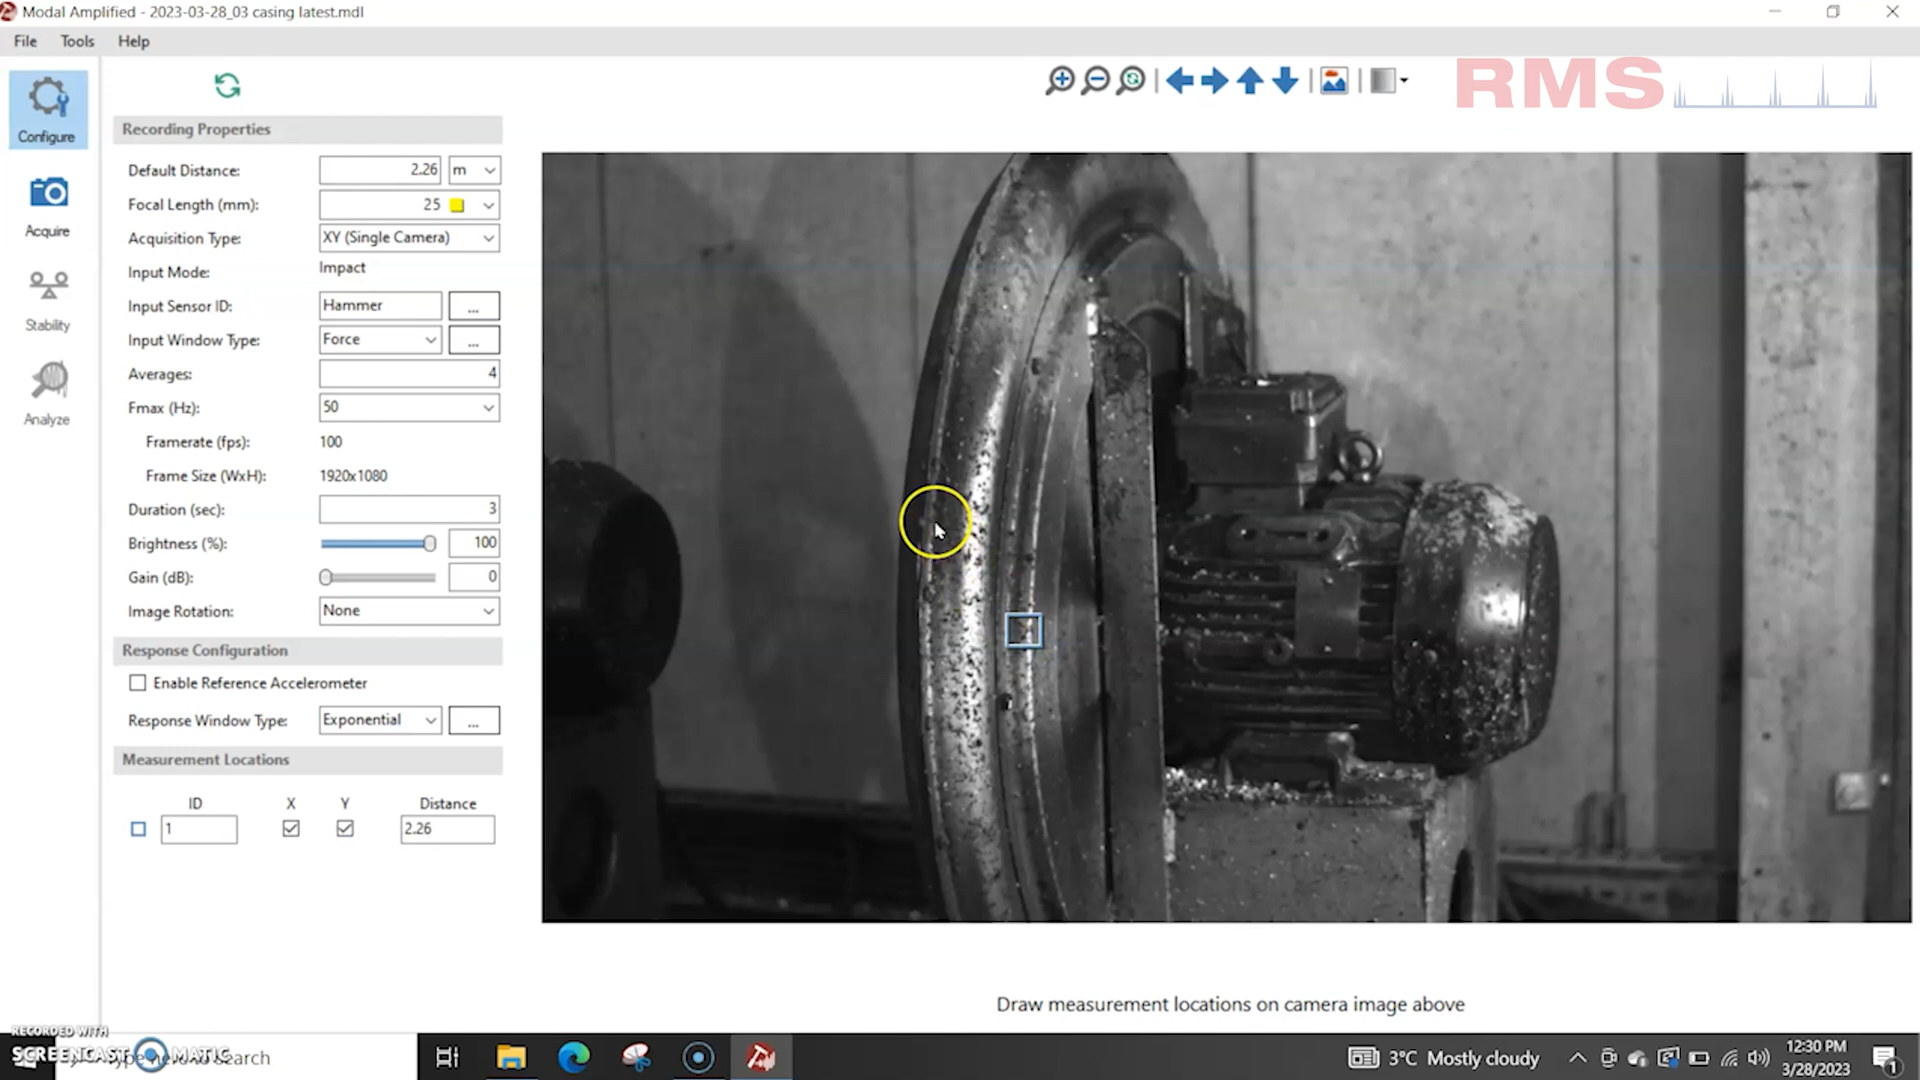 Modal Amplified - 2023-03-28_03 casing latest.mdl
File Tools Help
RMS
Configure
Acquire
Stability
Analyze
Recording Properties
Default Distance: 2.26 m
Focal Length (mm): 25
Acquisition Type: XY (Single Camera)
Input Mode: Impact
Input Sensor ID: Hammer ...
Input Window Type: Force ...
Averages: 4
Fmax (Hz): 50
Framerate (fps): 100
Frame Size (WxH): 1920x1080
Duration (sec): 3
Brightness (%): 100
Gain (dB): 0
Image Rotation: None
Response Configuration
Enable Reference Accelerometer
Response Window Type: Exponential ...
Measurement Locations
ID X Y Distance
1 2.26
Draw measurement locations on camera image above
RECORDED WITH
SCREENCAST MATIC
search
3°C Mostly cloudy
12:30 PM
3/28/2023
1